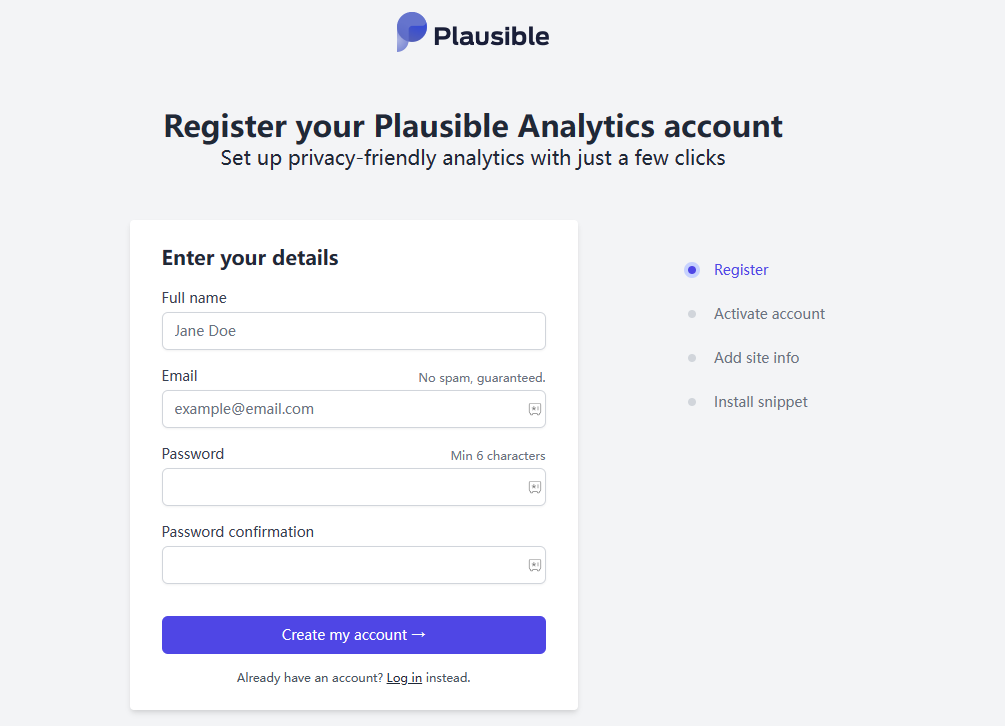 Plausible
Register your Plausible Analytics account
Set up privacy-friendly analytics with just a few clicks
Enter your details
Full name
Jane Doe
Email
No spam, guaranteed.
example@email.com
Password
Min 6 characters
Password confirmation
Create my account →
Already have an account? Log in instead.
Register
Activate account
Add site info
Install snippet